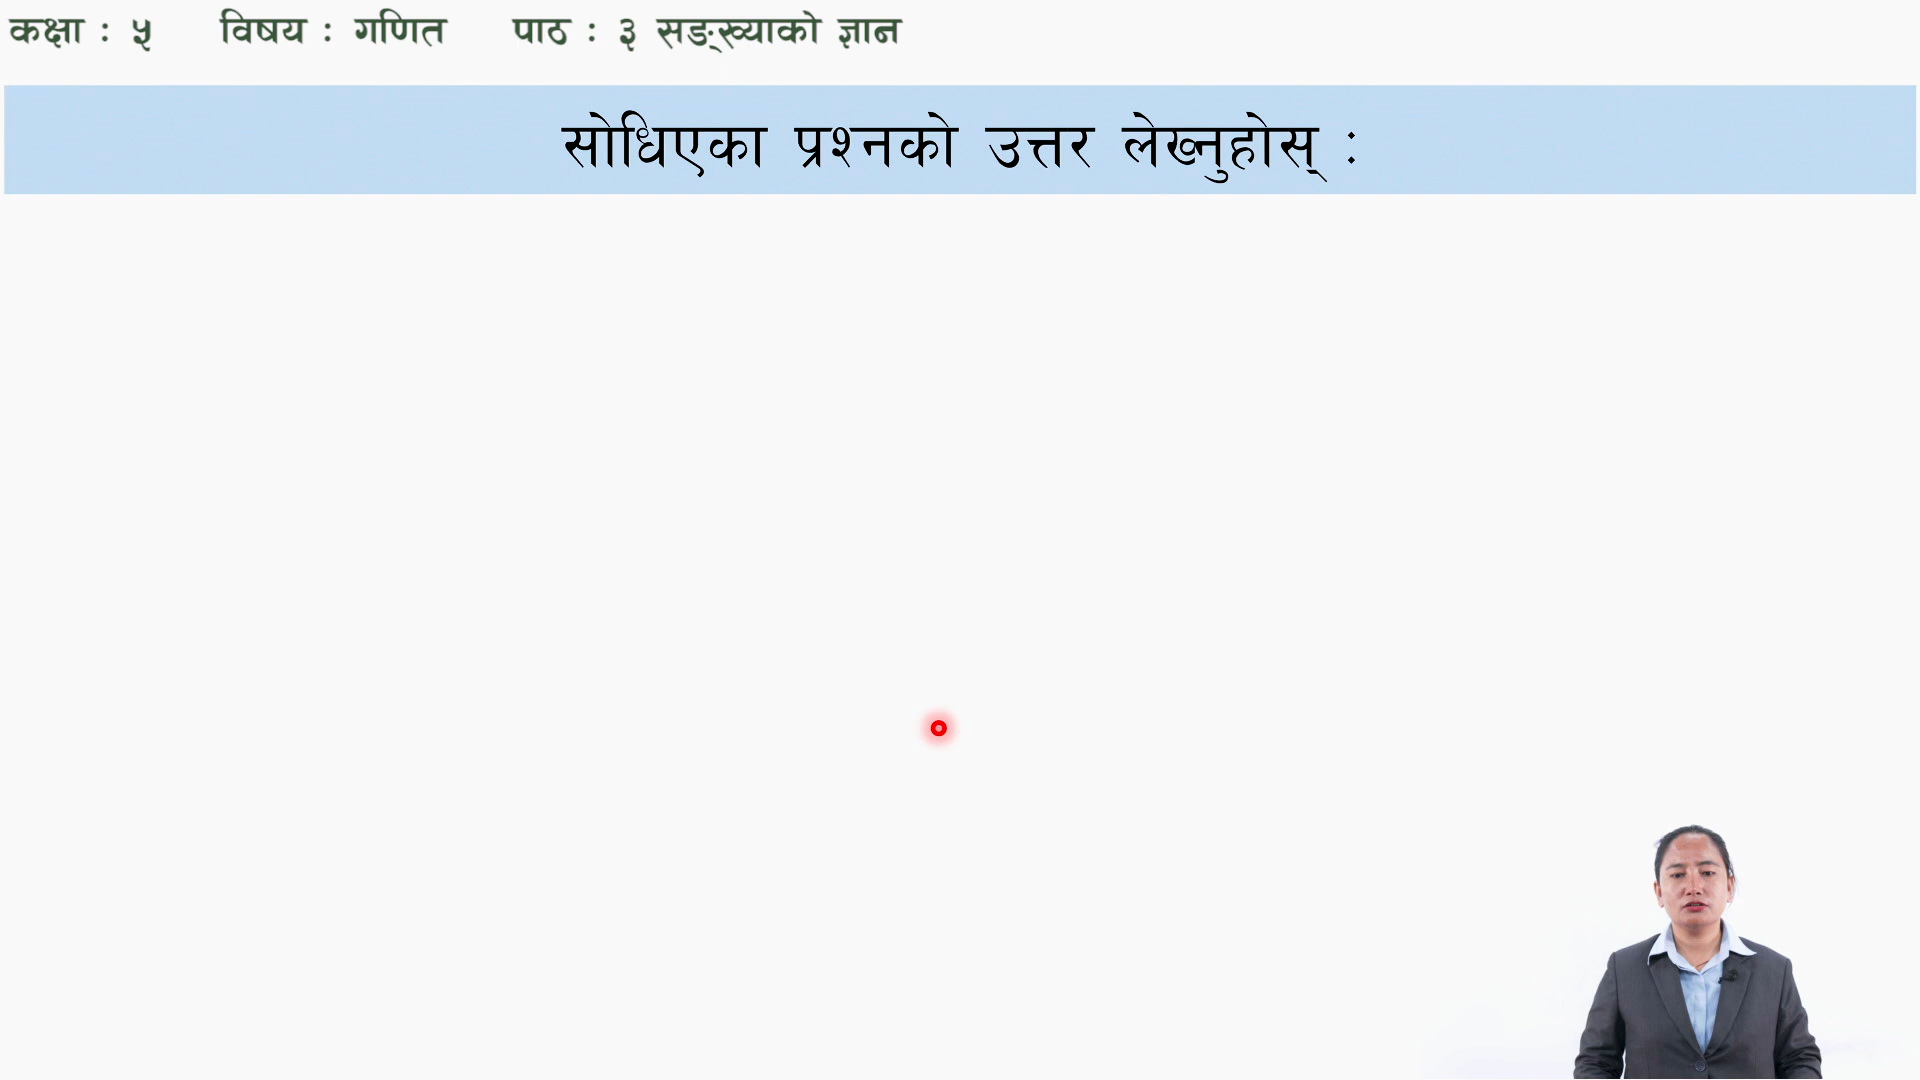 कक्षा : ५ विषय : गणित पाठ : ३ सङ्ख्याको ज्ञान
सोधिएका प्रश्नको उत्तर लेख्नुहोस् :